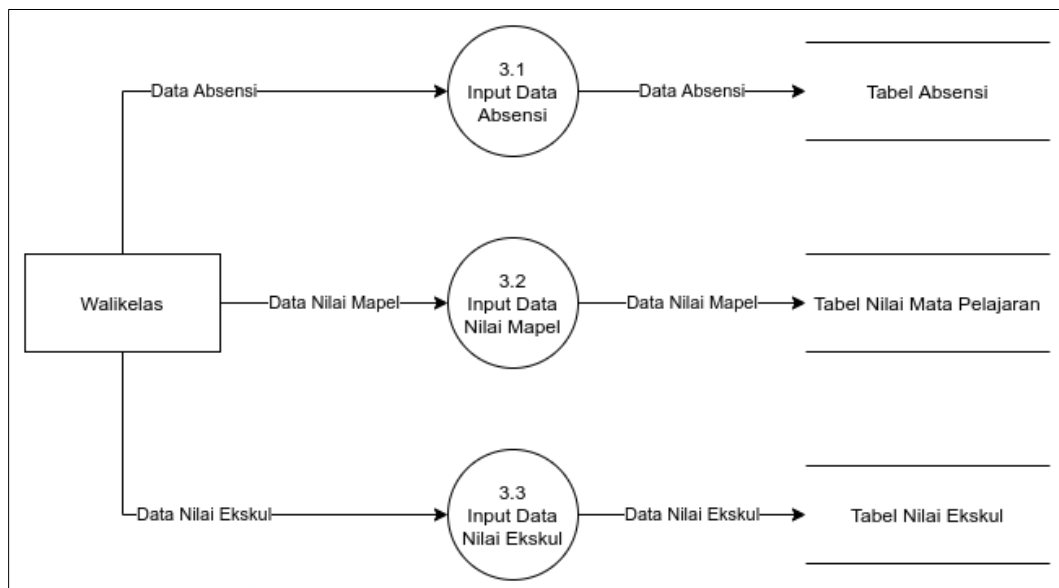 Data Absensi
3.1
Input Data
Absensi
Data Absensi
Tabel Absensi
Walikelas
Data Nilai Mapel
3.2
Input Data
Nilai Mapel
Data Nilai Mapel
Tabel Nilai Mata Pelajaran
Data Nilai Ekskul
3.3
Input Data
Nilai Ekskul
Data Nilai Ekskul
Tabel Nilai Ekskul